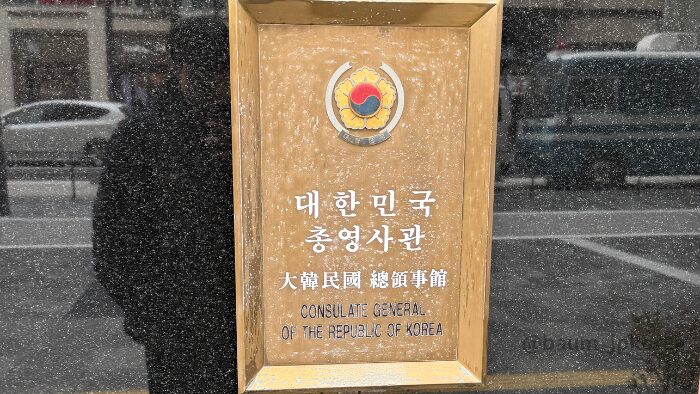 대한민국
총영사관
大韓民國 總領事館
CONSULATE GENERAL
OF THE REPUBLIC OF KOREA